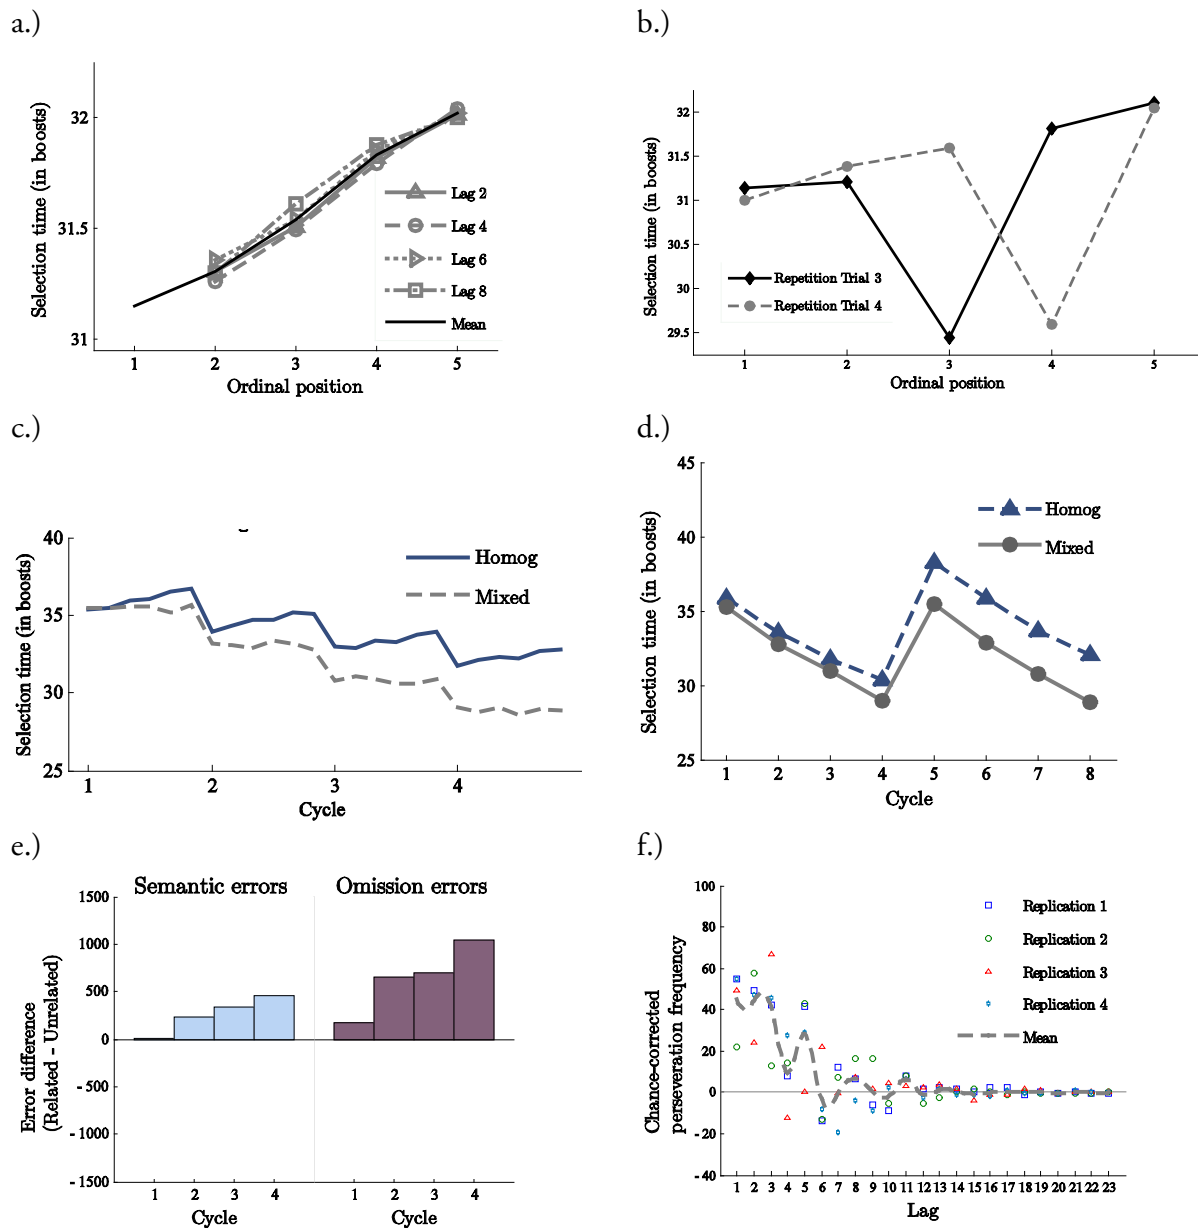 a.)
Selection time (in boosts)
32
31.5
31
Lag 2
Lag 4
Lag 6
Lag 8
Mean
1 2 3 4 5
Ordinal position
b.)
Selection time (in boosts)
32
31.5
31
30.5
30
29.5
Repetition Trial 3
Repetition Trial 4
1 2 3 4 5
Ordinal position
c.)
Selection time (in boosts)
40
35
30
25
Homog
Mixed
1 2 3 4
Cycle
d.)
Selection time (in boosts)
45
40
35
30
25
Homog
Mixed
1 2 3 4 5 6 7 8
Cycle
e.)
Semantic errors Omission errors
Error difference
(Related - Unrelated)
1500
1000
500
0
- 500
- 1000
- 1500
1 2 3 4 1 2 3 4
Cycle Cycle
f.)
Chance-corrected
perseveration frequency
100
80
60
40
20
0
- 20
- 40
Replication 1
Replication 2
Replication 3
Replication 4
Mean
1 2 3 4 5 6 7 8 9 10 11 12 13 14 15 16 17 18 19 20 21 22 23
Lag